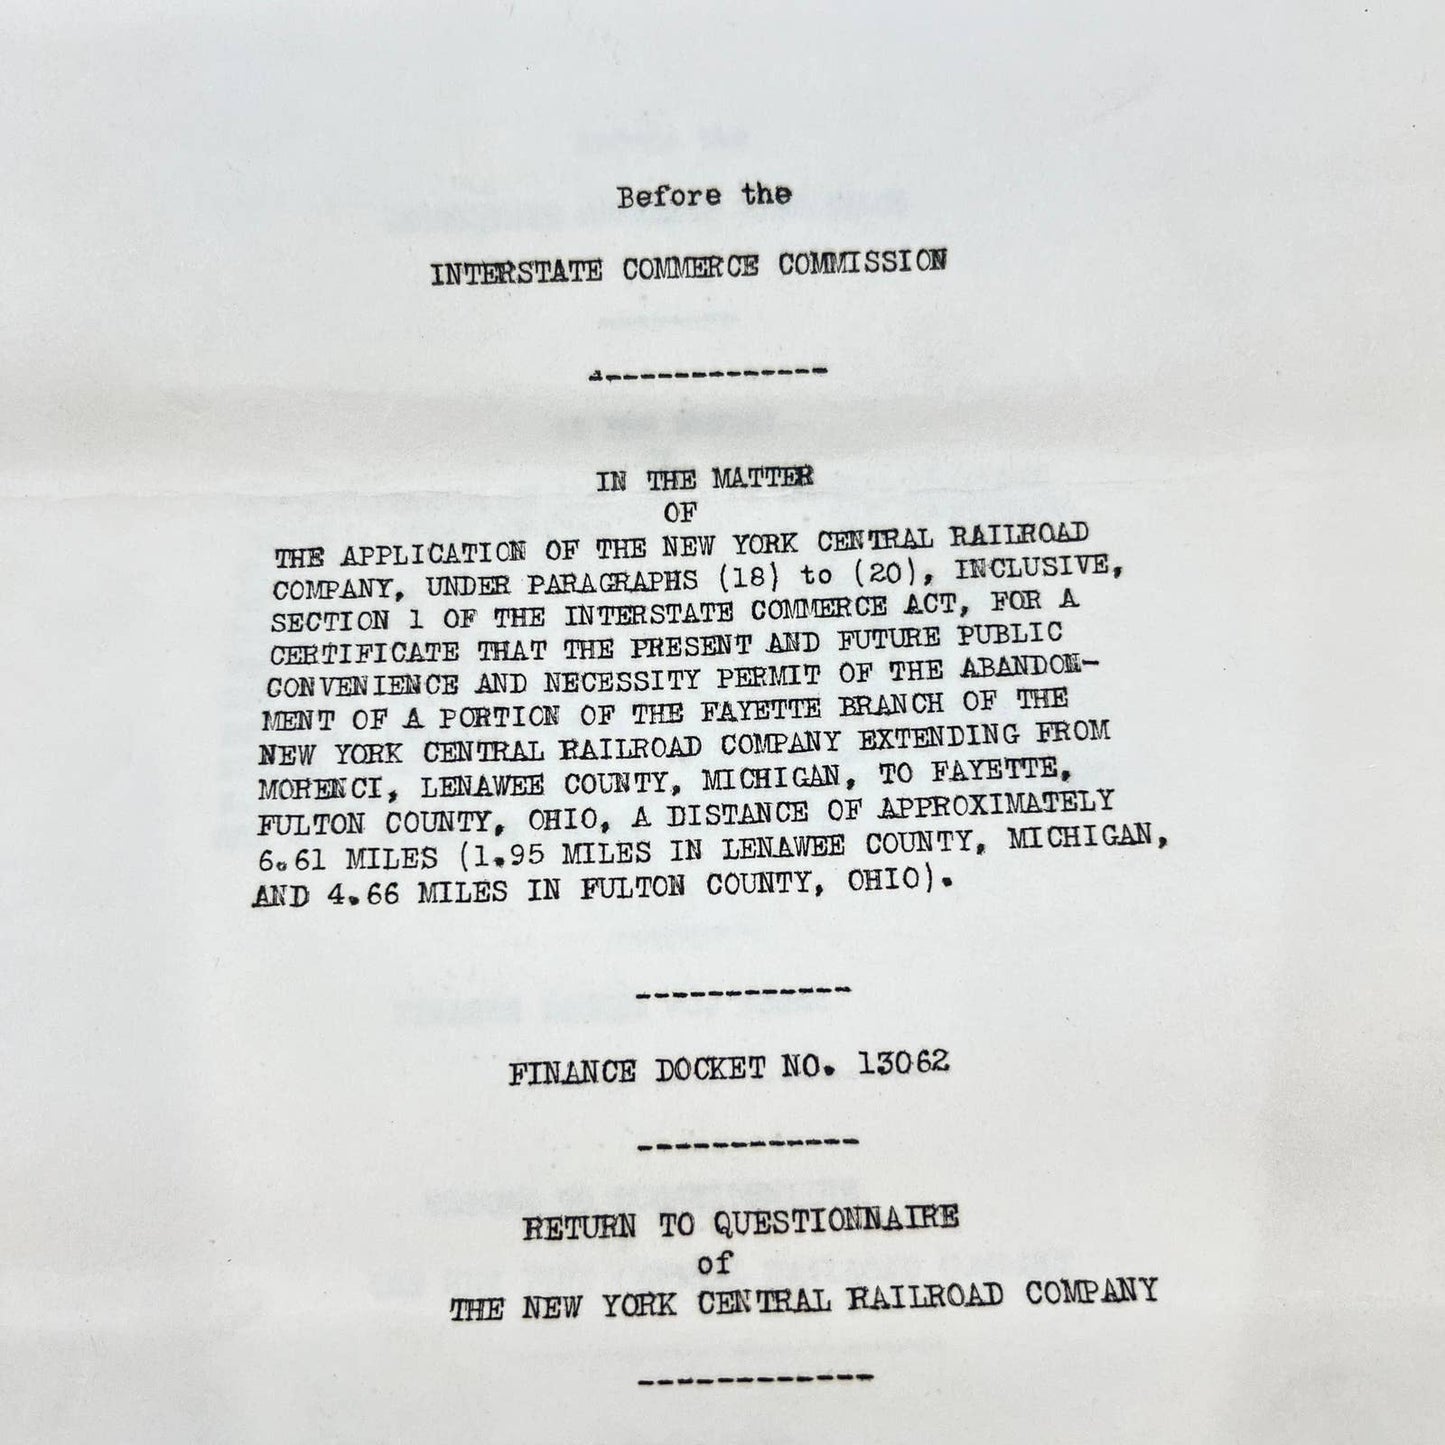 Before the
INTERSTATE COMMERCE COMMISSION
--------------
IN THE MATTER
OF
THE APPLICATION OF THE NEW YORK CENTRAL RAILROAD
COMPANY, UNDER PARAGRAPHS (18) to (20), INCLUSIVE,
SECTION 1 OF THE INTERSTATE COMMERCE ACT, FOR A
CERTIFICATE THAT THE PRESENT AND FUTURE PUBLIC
CONVENIENCE AND NECESSITY PERMIT OF THE ABANDON-
MENT OF A PORTION OF THE FAYETTE BRANCH OF THE
NEW YORK CENTRAL RAILROAD COMPANY EXTENDING FROM
MORENCI, LENAWEE COUNTY, MICHIGAN, TO FAYETTE,
FULTON COUNTY, OHIO, A DISTANCE OF APPROXIMATELY
6.61 MILES (1.95 MILES IN LENAWEE COUNTY, MICHIGAN,
AND 4.66 MILES IN FULTON COUNTY, OHIO).
------------
FINANCE DOCKET NO. 13062
------------
RETURN TO QUESTIONNAIRE
of
THE NEW YORK CENTRAL RAILROAD COMPANY
------------